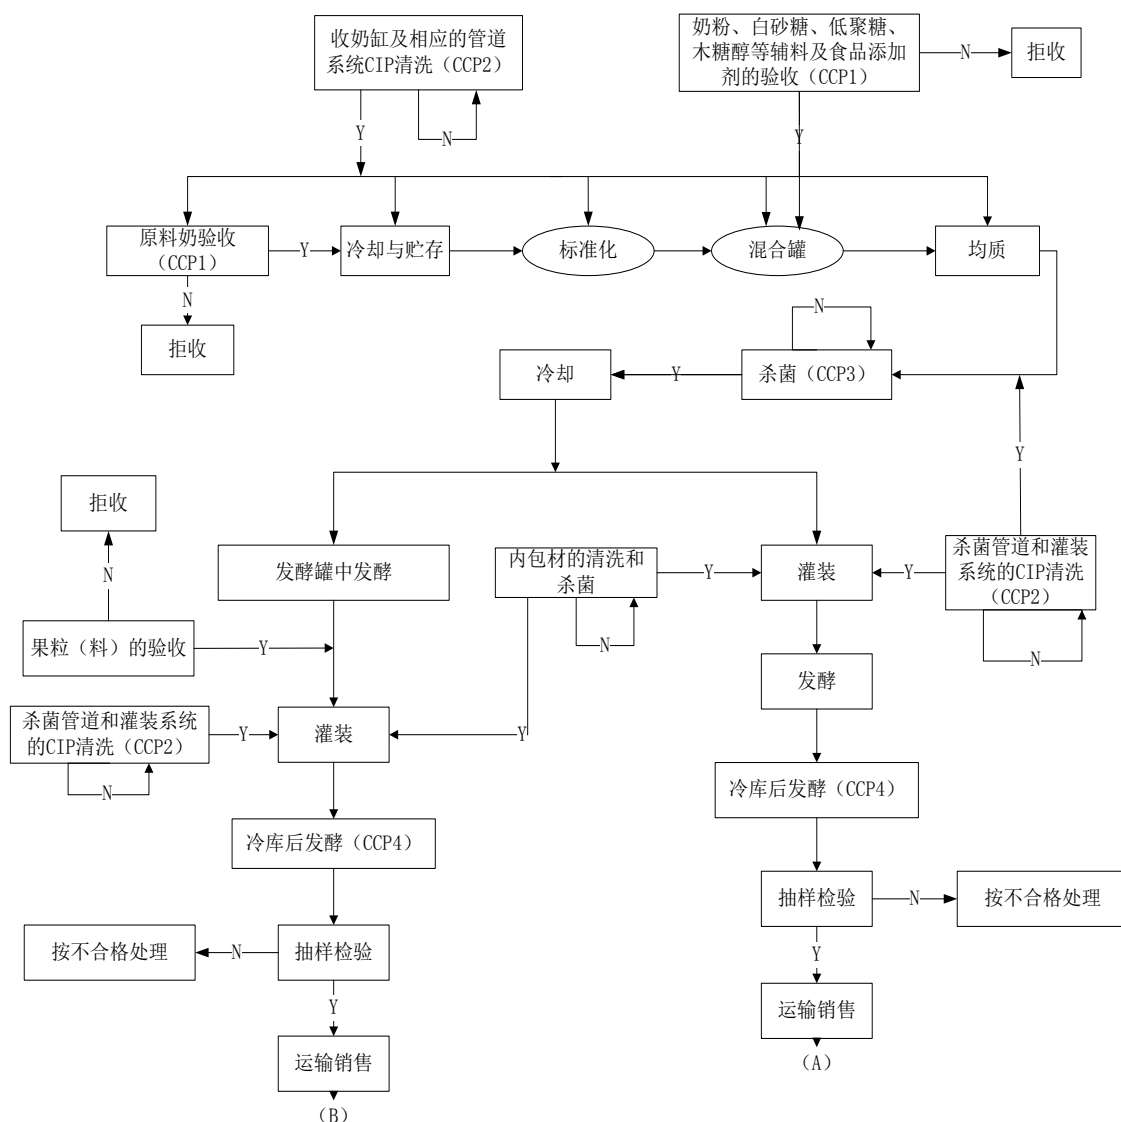 收奶缸及相应的管道
系统CIP清洗（CCP2）
奶粉、白砂糖、低聚糖、
木糖醇等辅料及食品添加
剂的验收（CCP1）
N
拒收
Y
N
Y
原料奶验收
（CCP1）
Y
冷却与贮存
标准化
混合罐
均质
N
拒收
N
冷却
Y
杀菌（CCP3）
Y
拒收
N
发酵罐中发酵
内包材的清洗和
杀菌
Y
灌装
Y
杀菌管道和灌装
系统的CIP清洗
（CCP2）
N
N
果粒（料）的验收
Y
发酵
杀菌管道和灌装系统
的CIP清洗（CCP2）
Y
灌装
Y
N
冷库后发酵（CCP4）
冷库后发酵（CCP4）
抽样检验
N
按不合格处理
按不合格处理
N
抽样检验
Y
Y
运输销售
运输销售
（A）
（B）